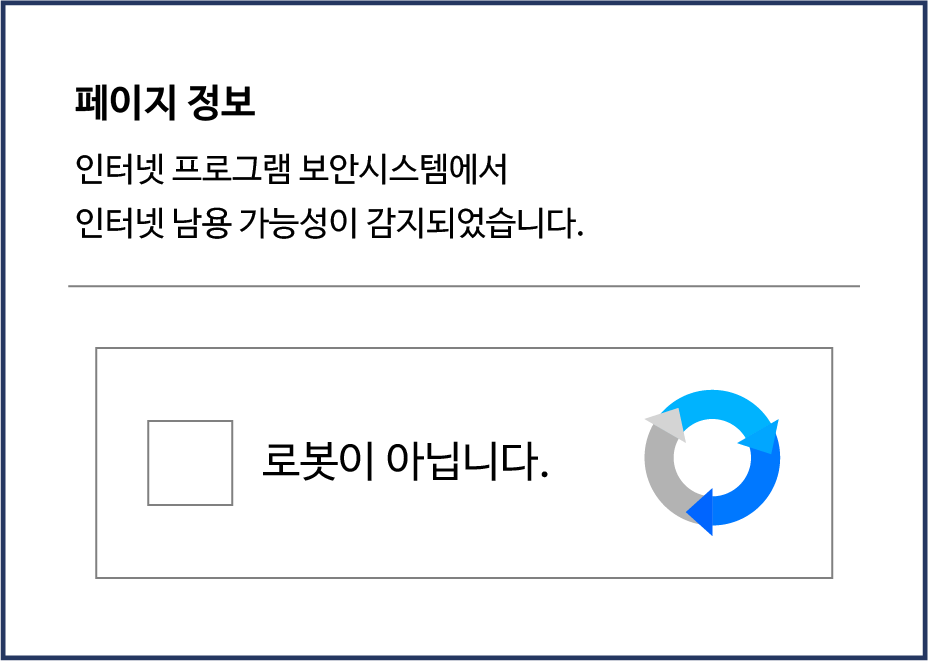 페이지 정보
인터넷 프로그램 보안시스템에서
인터넷 남용 가능성이 감지되었습니다.
로봇이 아닙니다.